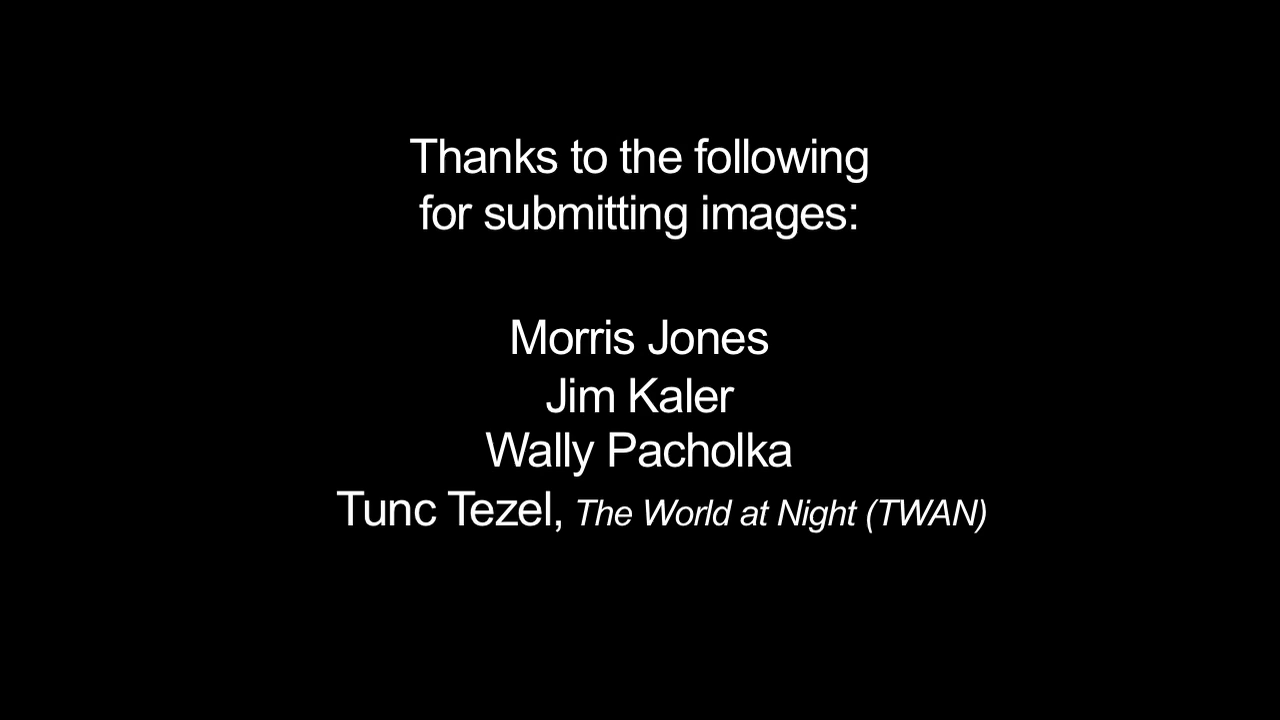 Thanks to the following
for submitting images:
Morris Jones
Jim Kaler
Wally Pacholka
Tunc Tezel, The World at Night (TWAN)